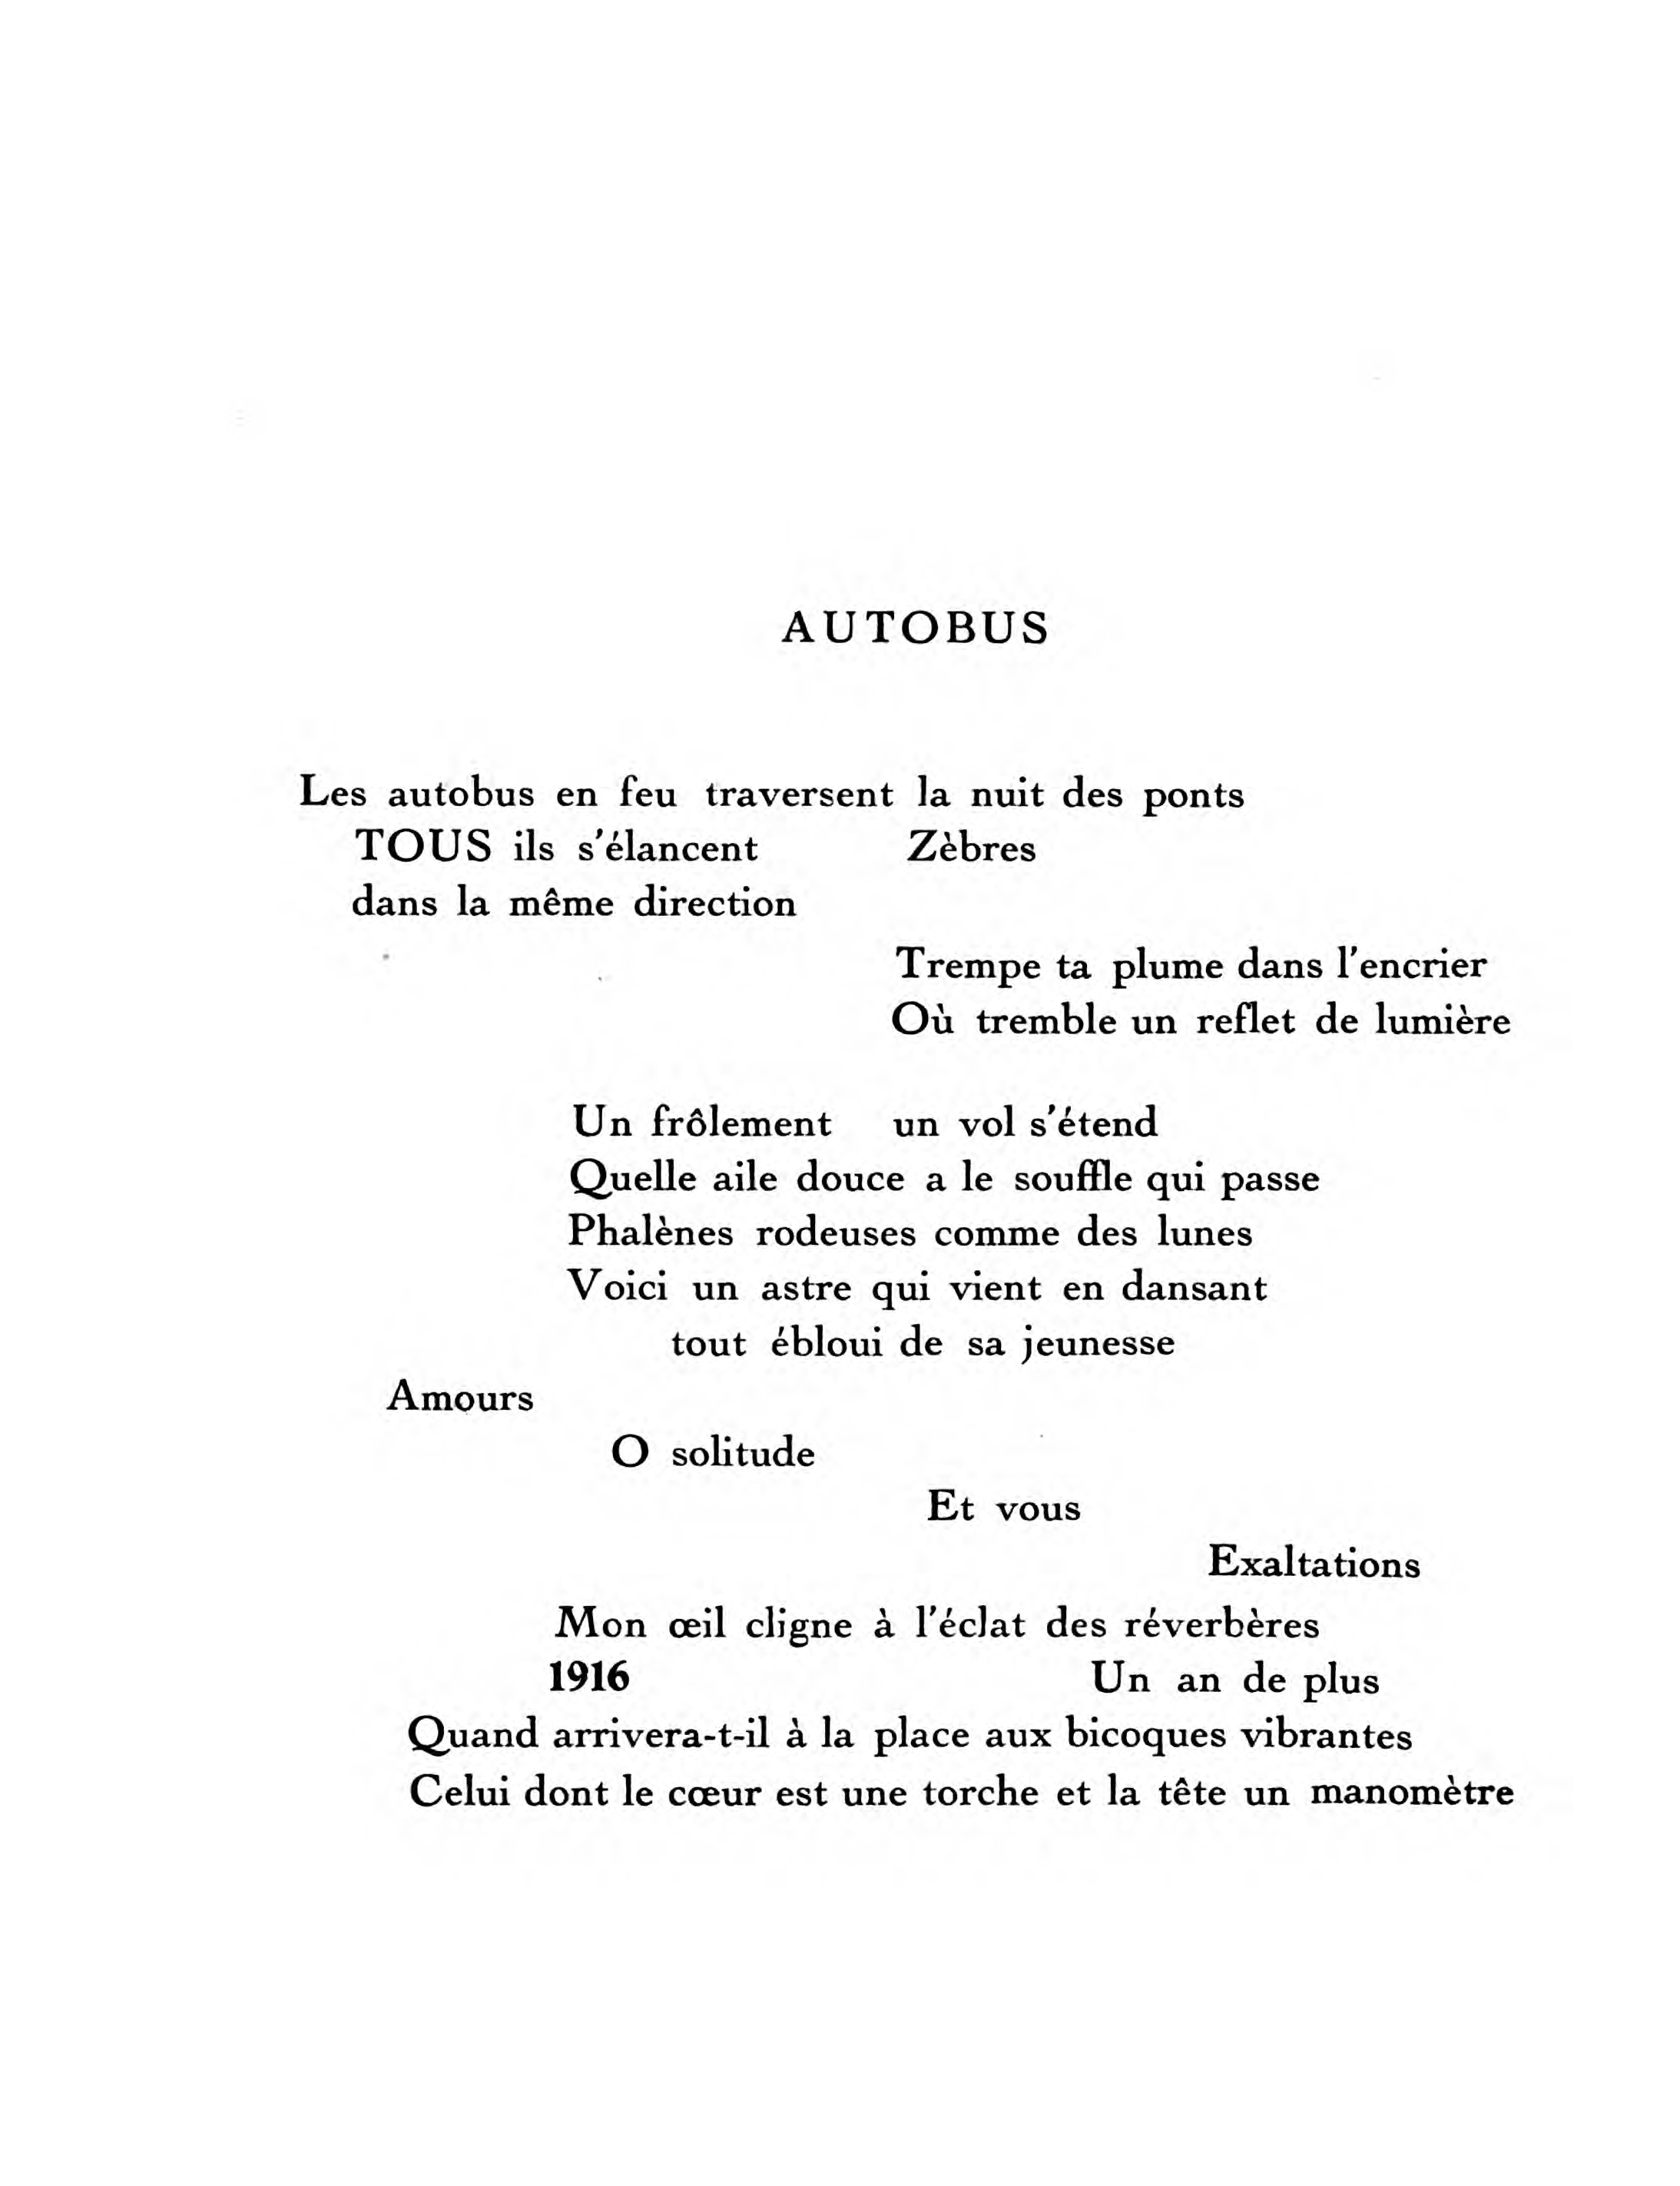 AUTOBUS
Les autobus en feu traversent la nuit des ponts
TOUS ils s'élancent Zèbres
dans la même direction
Trempe ta plume dans l'encrier
Où tremble un reflet de lumière
Un frôlement un vol s'étend
Quelle aile douce a le souffle qui passe
Phalènes rodeuses comme des lunes
Voici un astre qui vient en dansant
tout ébloui de sa jeunesse
Amours
O solitude
Et vous
Exaltations
Mon œil cligne à l'éclat des réverbères
1916 Un an de plus
Quand arrivera-t-il à la place aux bicoques vibrantes
Celui dont le cœur est une torche et la tête un manomètre